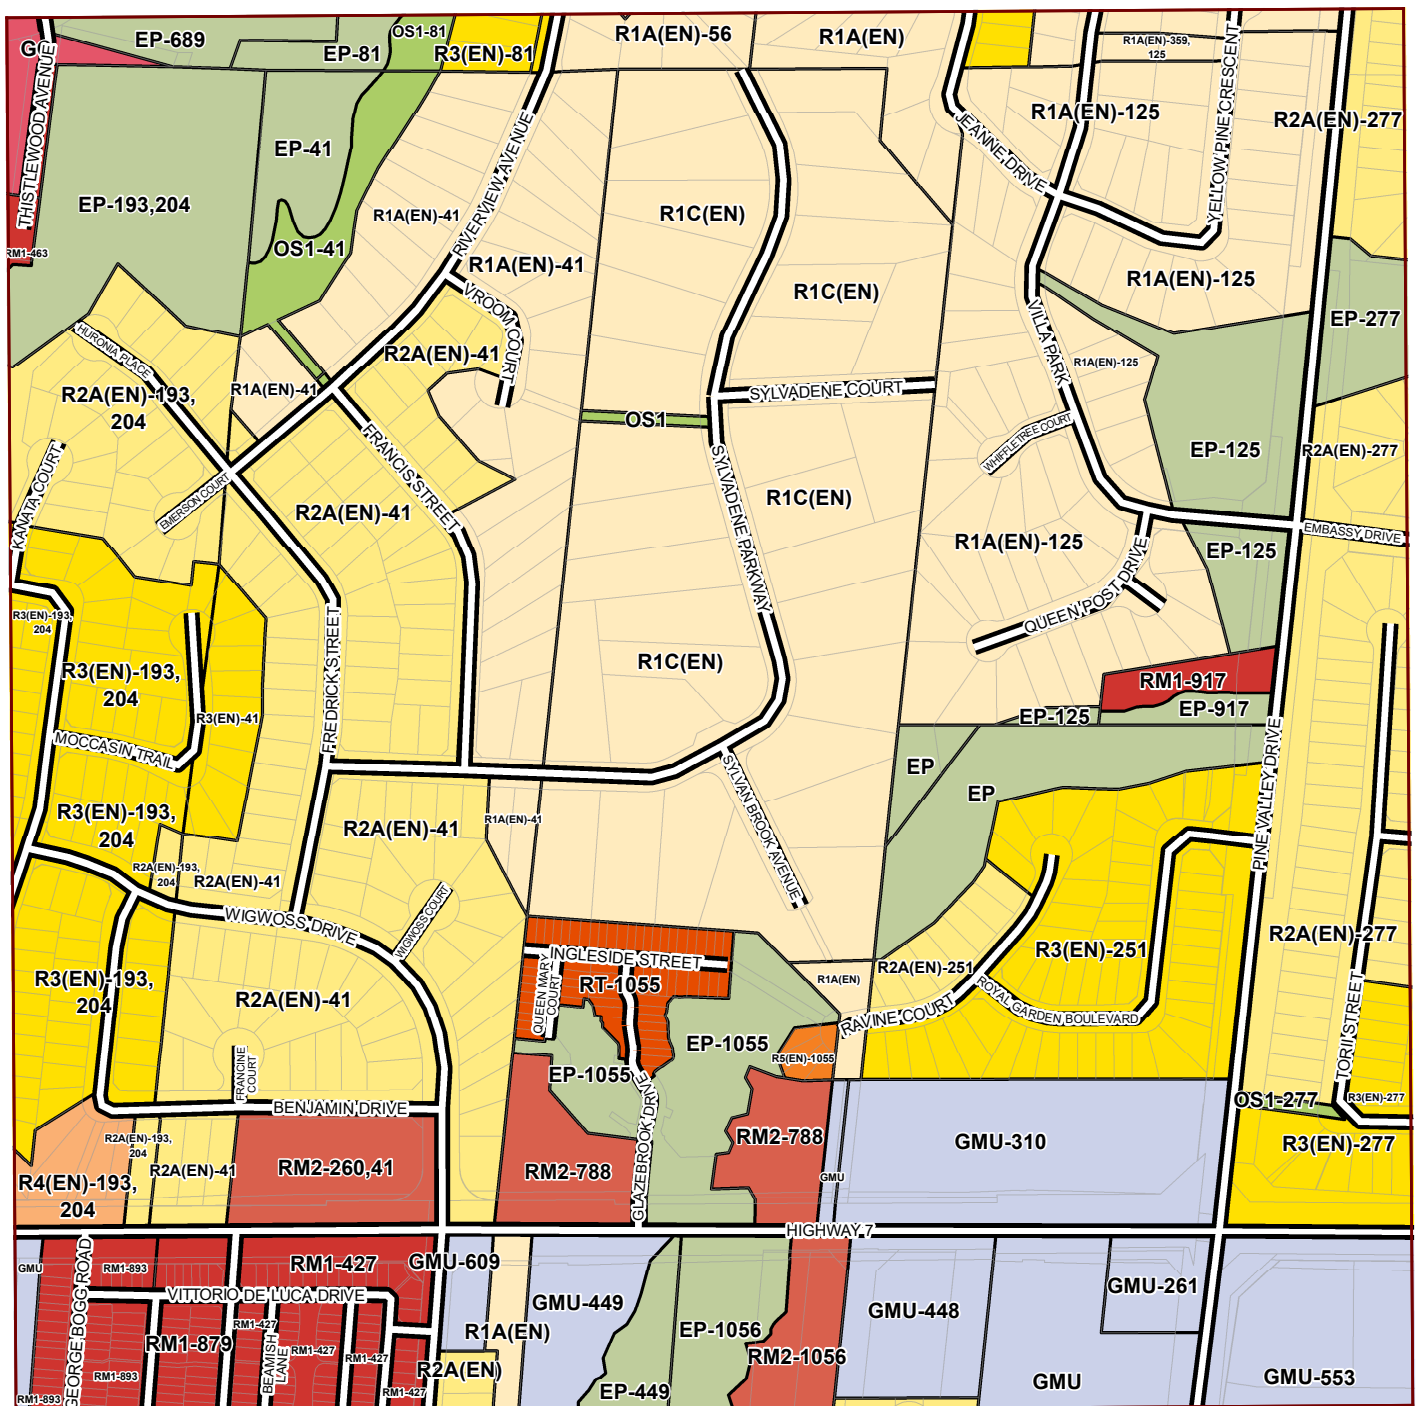 EP-689
EP-81
OS1-81
R3(EN)-81
R1A(EN)-56
R1A(EN)
R1A(EN)-359,
125
THISTLEWOOD AVENUE
EP-41
EP-193,204
RM1-463
OS1-41
R1A(EN)-41
RIVERVIEW AVENUE
R1A(EN)-41
VROOM COURT
R1C(EN)
R1C(EN)
JEANNE DRIVE
R1A(EN)-125
YELLOW PINE CRESCENT
R2A(EN)-277
R1A(EN)-125
EP-277
HURONIA PLACE
R2A(EN)-193,
204
R1A(EN)-41
R2A(EN)-41
OS1
SYLVADENE COURT
VILLA PARK
R1A(EN)-125
WHIFFLETREE COURT
EP-125
R2A(EN)-277
KANATA COURT
EMERSON COURT
FRANCIS STREET
R2A(EN)-41
SYLVADENE PARKWAY
R1C(EN)
R1A(EN)-125
QUEEN POST DRIVE
EP-125
EMBASSY DRIVE
R3(EN)-193,
204
R3(EN)-193,
204
R3(EN)-41
MOCCASIN TRAIL
FREDRICK STREET
R1C(EN)
RM1-917
EP-917
EP-125
EP
EP
PINE VALLEY DRIVE
R3(EN)-193,
204
R2A(EN)-193,
204
R2A(EN)-41
R2A(EN)-41
R1A(EN)-41
SYLVAN BROOK AVENUE
WIGWOSS DRIVE
WIGWOSS COURT
R3(EN)-193,
204
R2A(EN)-41
INGLESIDE STREET
QUEEN MARY
COURT
RT-1055
R1A(EN)
R2A(EN)-251
R3(EN)-251
R2A(EN)-277
RAVINE COURT
ROYAL GARDEN BOULEVARD
TORII STREET
FRANCINE
COURT
EP-1055
EP-1055
R5(EN)-1055
GLAZEBROOK DRIVE
BENJAMIN DRIVE
OS1-277
R3(EN)-277
R3(EN)-277
R2A(EN)-193,
204
R2A(EN)-41
R4(EN)-193,
204
RM2-260,41
RM2-788
RM2-788
GMU
GMU-310
HIGHWAY 7
GMU
GEORGE BOGG ROAD
RM1-893
RM1-427
GMU-609
VITTORIO DE LUCA DRIVE
RM1-879
RM1-427
BEAMISH
LANE
RM1-427
RM1-427
RM1-427
RM1-893
RM1-893
R1A(EN)
R2A(EN)
GMU-449
EP-449
EP-1056
RM2-1056
GMU-448
GMU-261
GMU
GMU-553